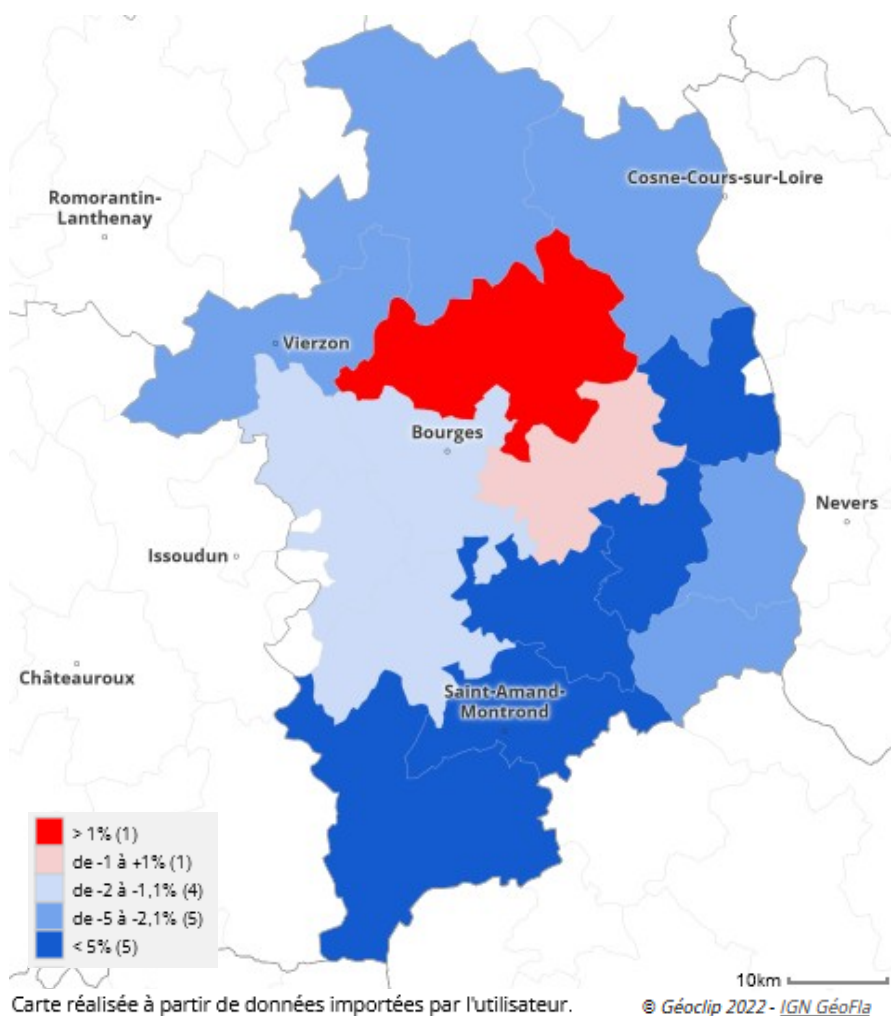 Cosne-Cours-sur-Loire
Romorantin-
Lanthenay
Vierzon
Bourges
Nevers
Issoudun
Châteauroux
Saint-Amand-
Montrond
> 1% (1)
de -1 à +1% (1)
de -2 à -1,1% (4)
de -5 à -2,1% (5)
< 5% (5)
10km
Carte réalisée à partir de données importées par l'utilisateur.
© Géoclip 2022 - IGN GéoFla